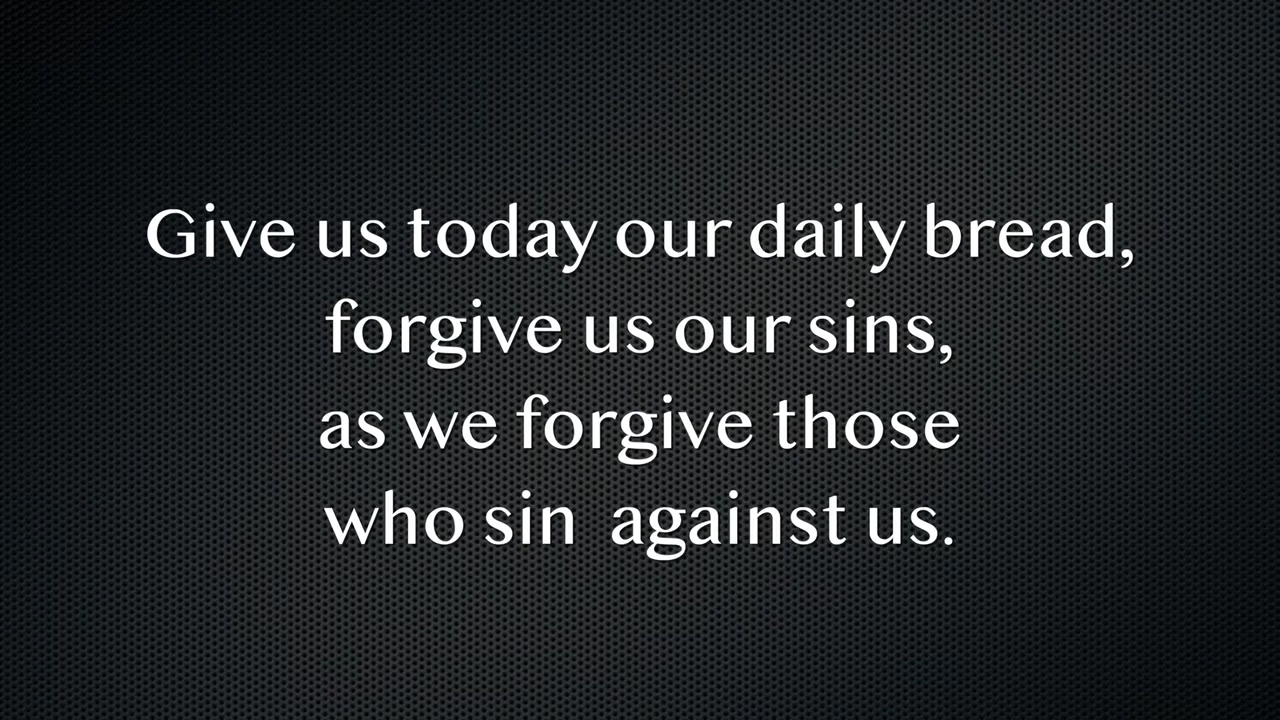 Give us today our daily bread,
forgive us our sins,
as we forgive those
who sin  against us.